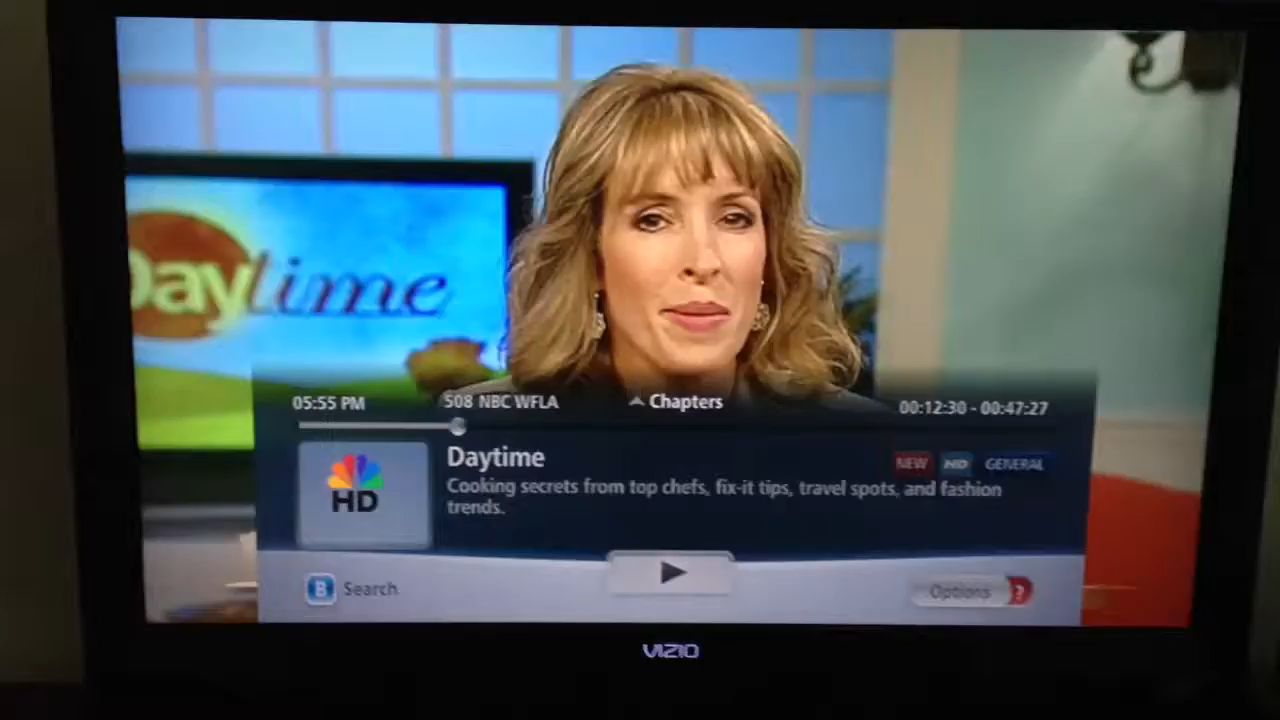 Daytime
05:55 PM
508 NBC WFLA
Chapters
00:12:30 - 00:47:27
Daytime
NEW HD GENERAL
Cooking secrets from top chefs, fix-it tips, travel spots, and fashion
trends.
HD
B Search
Options ?
VIZIO